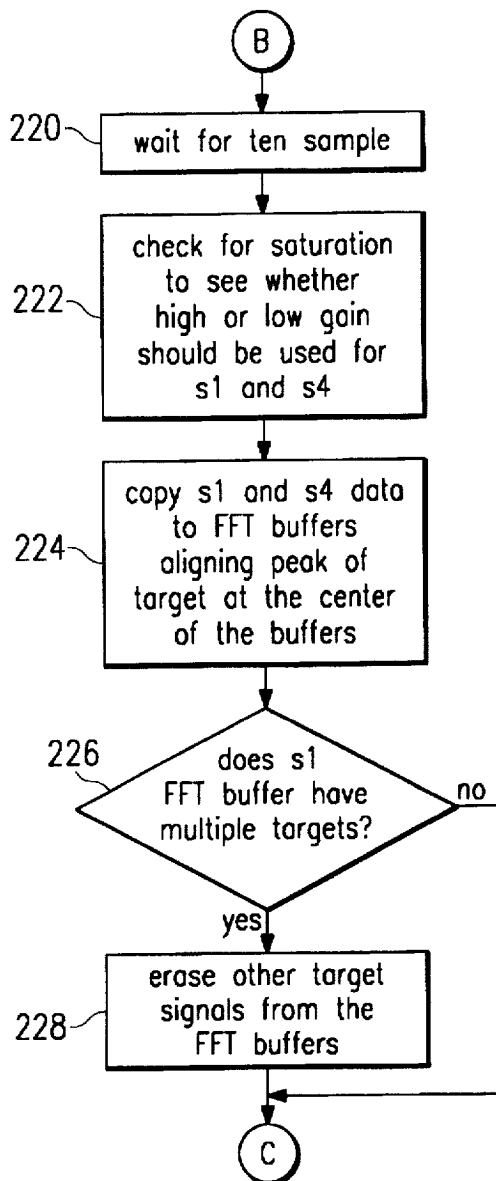 B
220
wait for ten sample
222
check for saturation
to see whether
high or low gain
should be used for
s1 and s4
224
copy s1 and s4 data
to FFT buffers
aligning peak of
target at the center
of the buffers
226
does s1
FFT buffer have
multiple targets?
no
yes
228
erase other target
signals from the
FFT buffers
C